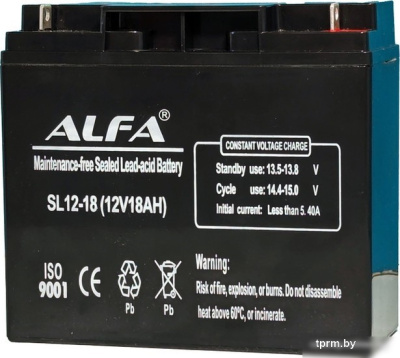 ALFA®
Maintenance-free Sealed Lead-acid Battery
SL12-18 (12V18AH)
CONSTANT VOLTAGE CHARGE
Standby use: 13.5-13.8 V
Cycle use: 14.4-15.0 V
Initial current: Less than 5.40A
ISO
9001
Pb
Warning:
Risk of fire, explosion, or burns. Do not disassemble
heat above 60℃, or incinerate.
tprm.by